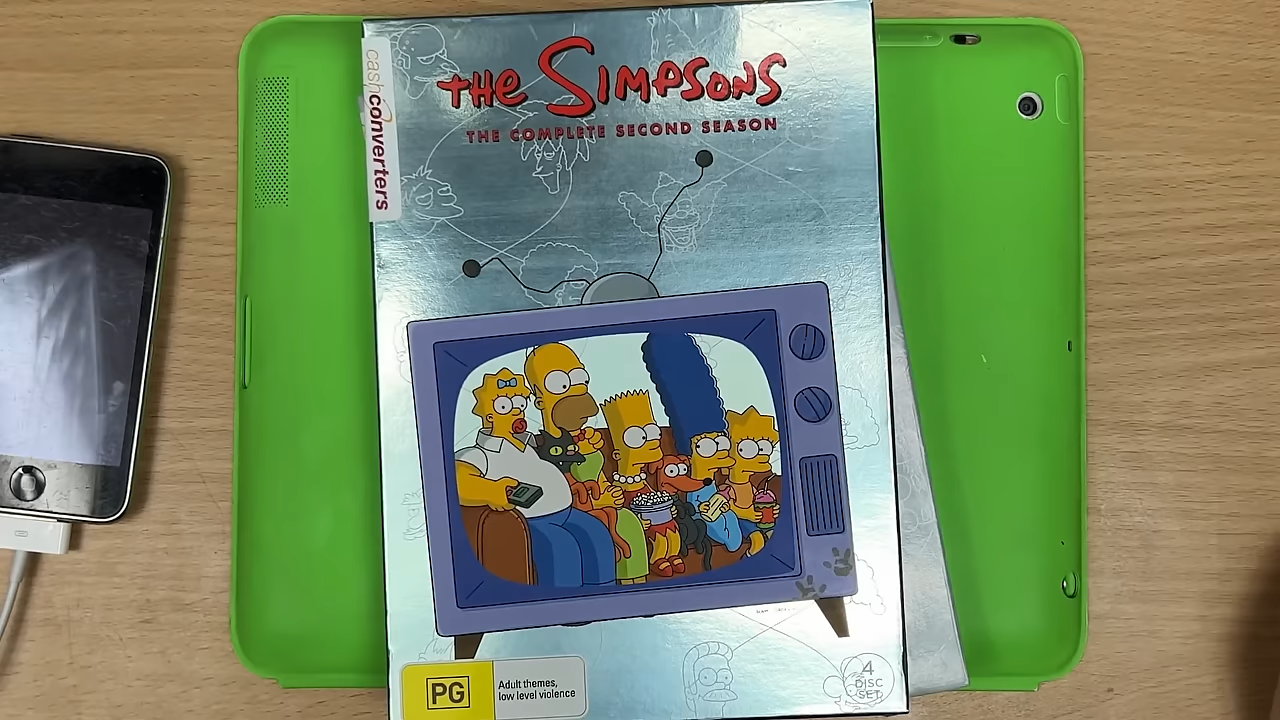 cash converters
THE SIMPSONS
THE COMPLETE SECOND SEASON
PG
Adult themes,
low level violence
4
DISC
SET